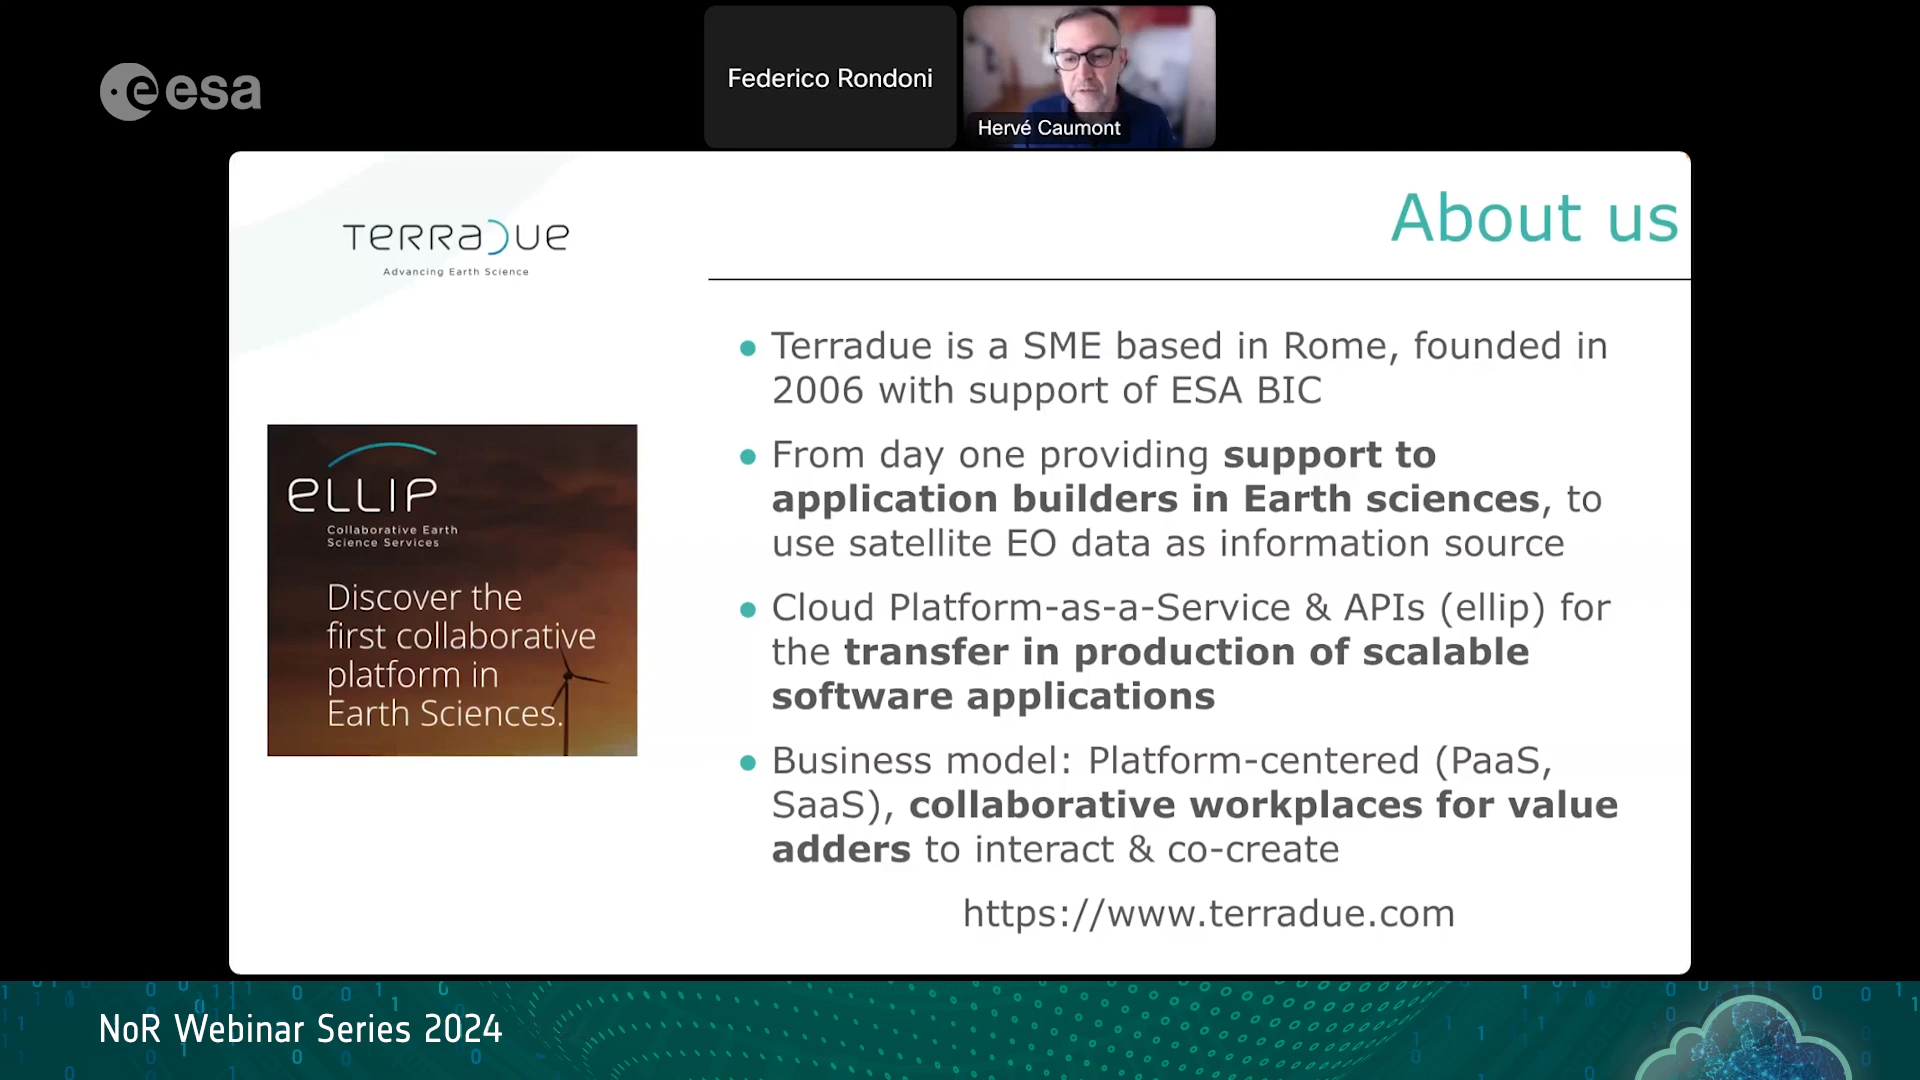 esa
Federico Rondoni
Hervé Caumont
TERRADUE
Advancing Earth Science
About us
ellip
Collaborative Earth
Science Services
Discover the
first collaborative
platform in
Earth Sciences.
• Terradue is a SME based in Rome, founded in
2006 with support of ESA BIC
• From day one providing support to
application builders in Earth sciences, to
use satellite EO data as information source
• Cloud Platform-as-a-Service & APIs (ellip) for
the transfer in production of scalable
software applications
• Business model: Platform-centered (PaaS,
SaaS), collaborative workplaces for value
adders to interact & co-create
https://www.terradue.com
NoR Webinar Series 2024